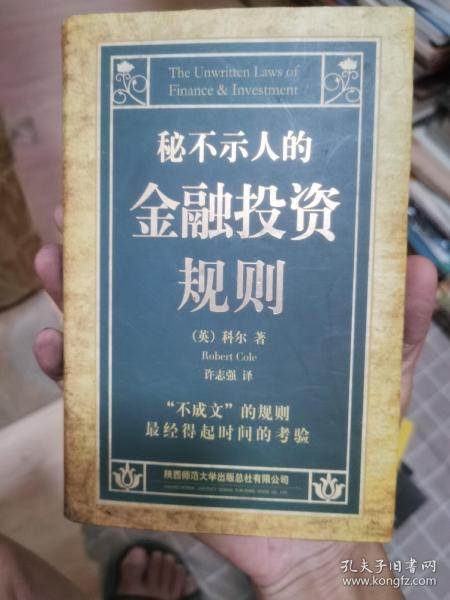 The Unwritten Laws of
Finance & Investment
秘不示人的
金融投资
规则
（英）科尔 著
Robert Cole
许志强 译
“不成文”的规则
最经得起时间的考验
陕西师范大学出版总社有限公司
孔夫子旧书网
www.kongfz.com